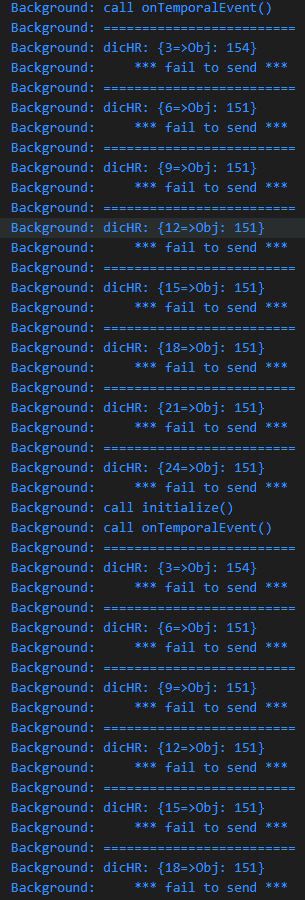 Background: call onTemporalEvent()
Background: =========================
Background: dicHR: {3=>Obj: 154}
Background:     *** fail to send ***
Background: =========================
Background: dicHR: {6=>Obj: 151}
Background:     *** fail to send ***
Background: =========================
Background: dicHR: {9=>Obj: 151}
Background:     *** fail to send ***
Background: =========================
Background: dicHR: {12=>Obj: 151}
Background:     *** fail to send ***
Background: =========================
Background: dicHR: {15=>Obj: 151}
Background:     *** fail to send ***
Background: =========================
Background: dicHR: {18=>Obj: 151}
Background:     *** fail to send ***
Background: =========================
Background: dicHR: {21=>Obj: 151}
Background:     *** fail to send ***
Background: =========================
Background: dicHR: {24=>Obj: 151}
Background:     *** fail to send ***
Background: call initialize()
Background: call onTemporalEvent()
Background: =========================
Background: dicHR: {3=>Obj: 154}
Background:     *** fail to send ***
Background: =========================
Background: dicHR: {6=>Obj: 151}
Background:     *** fail to send ***
Background: =========================
Background: dicHR: {9=>Obj: 151}
Background:     *** fail to send ***
Background: =========================
Background: dicHR: {12=>Obj: 151}
Background:     *** fail to send ***
Background: =========================
Background: dicHR: {15=>Obj: 151}
Background:     *** fail to send ***
Background: =========================
Background: dicHR: {18=>Obj: 151}
Background:     *** fail to send ***